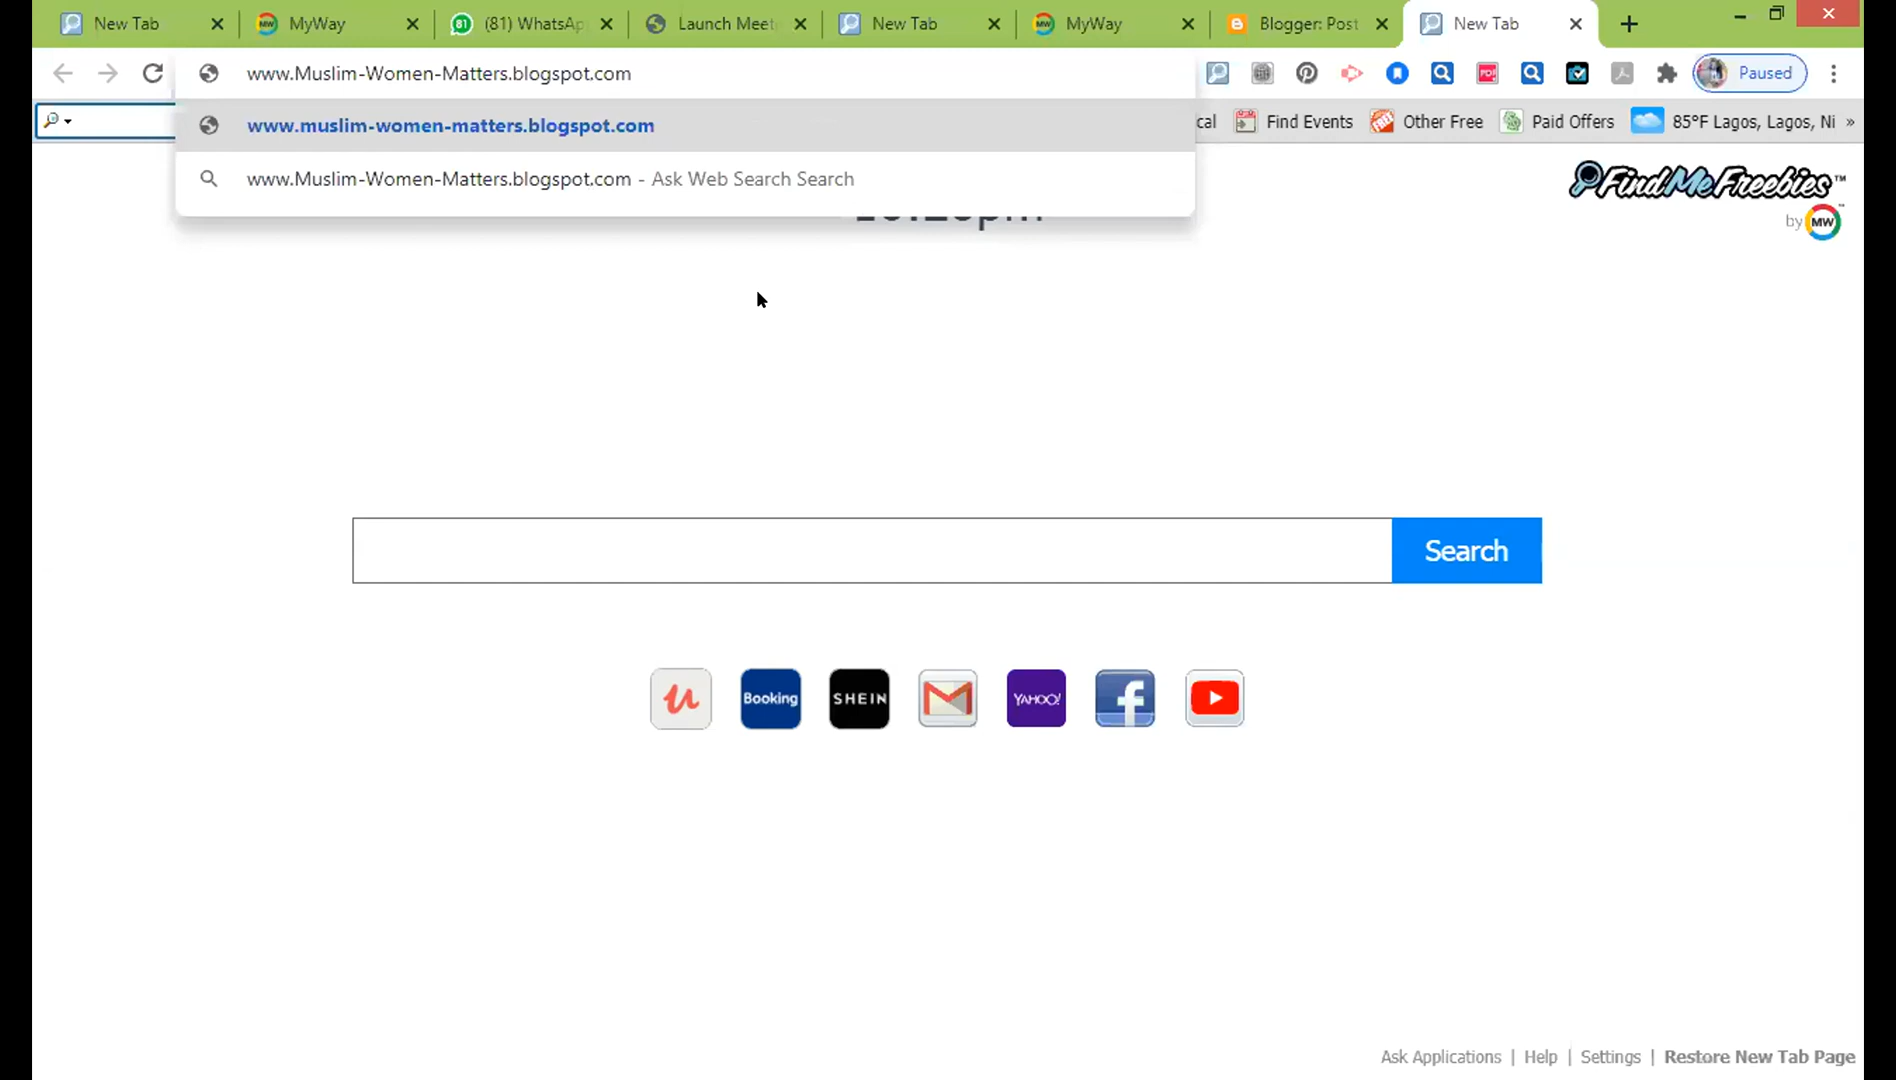 New Tab
MyWay
(81) WhatsAp
Launch Meet
New Tab
MyWay
Blogger: Post
New Tab
www.Muslim-Women-Matters.blogspot.com
Paused
www.muslim-women-matters.blogspot.com
cal
Find Events
Other Free
Paid Offers
85°F Lagos, Lagos, Ni
www.Muslim-Women-Matters.blogspot.com - Ask Web Search Search
FindMeFreebies™
by MW
Search
Booking
SHEIN
YAHOO!
Ask Applications | Help | Settings | Restore New Tab Page